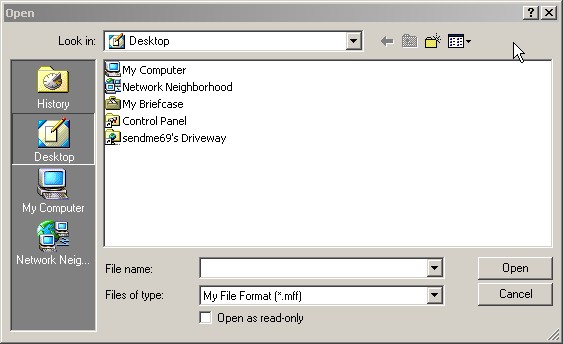 Open
Look in: Desktop
History
Desktop
My Computer
Network Neig...
My Computer
Network Neighborhood
My Briefcase
Control Panel
sendme69's Driveway
File name:
Open
Files of type: My File Format (*.mff)
Cancel
Open as read-only